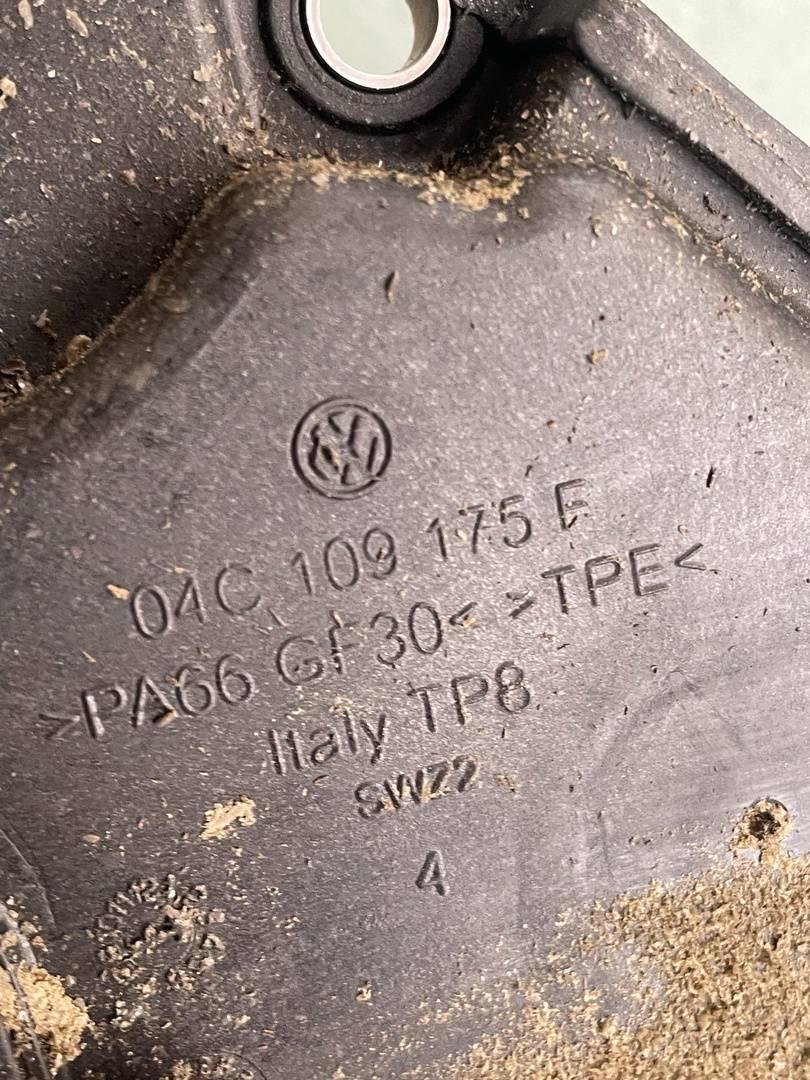 04C 109 175 E
>PA66 GF30< >TPE<
Italy TP8
SWZ2
4